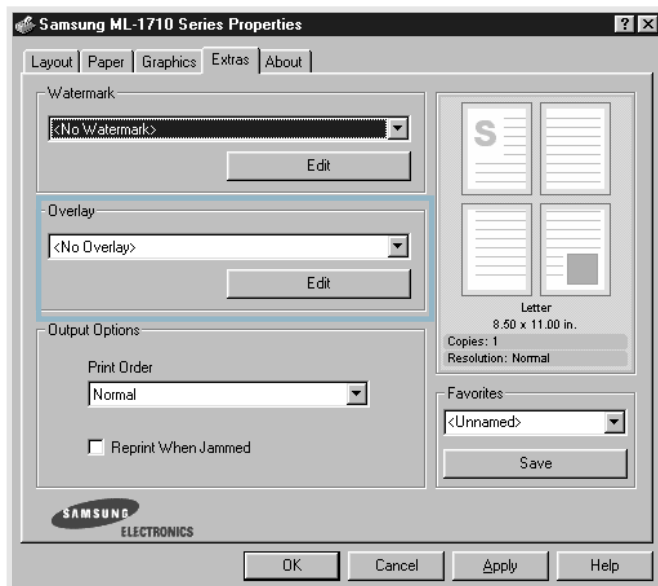 Samsung ML-1710 Series Properties
Layout Paper Graphics Extras About
Watermark
<No Watermark>
Edit
Overlay
<No Overlay>
Edit
Output Options
Print Order
Normal
Reprint When Jammed
S
Letter
8.50 x 11.00 in.
Copies: 1
Resolution: Normal
Favorites
<Unnamed>
Save
SAMSUNG
ELECTRONICS
OK Cancel Apply Help